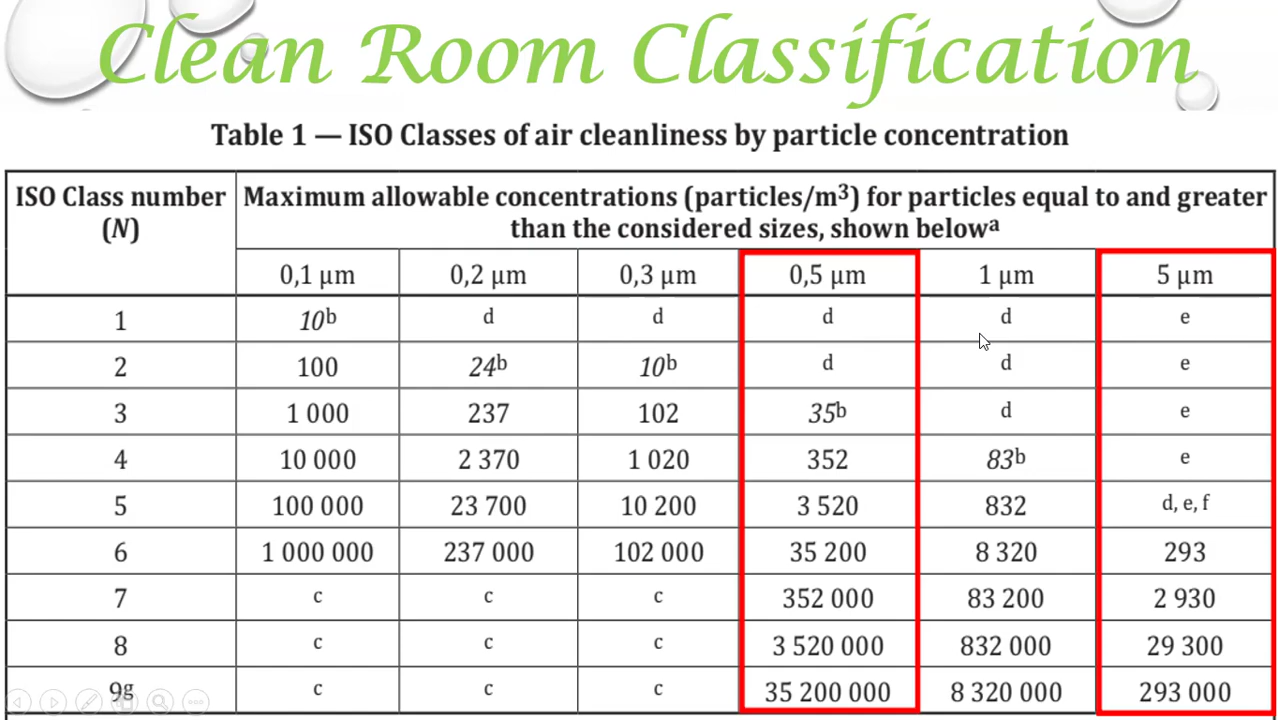 Clean Room Classification
Table 1 — ISO Classes of air cleanliness by particle concentration
ISO Class number (N) Maximum allowable concentrations (particles/m³) for particles equal to and greater than the considered sizes, shown belowᵃ
0,1 µm 0,2 µm 0,3 µm 0,5 µm 1 µm 5 µm
1 10ᵇ d d d d e
2 100 24ᵇ 10ᵇ d d e
3 1 000 237 102 35ᵇ d e
4 10 000 2 370 1 020 352 83ᵇ e
5 100 000 23 700 10 200 3 520 832 d, e, f
6 1 000 000 237 000 102 000 35 200 8 320 293
7 c c c 352 000 83 200 2 930
8 c c c 3 520 000 832 000 29 300
9g c c c 35 200 000 8 320 000 293 000